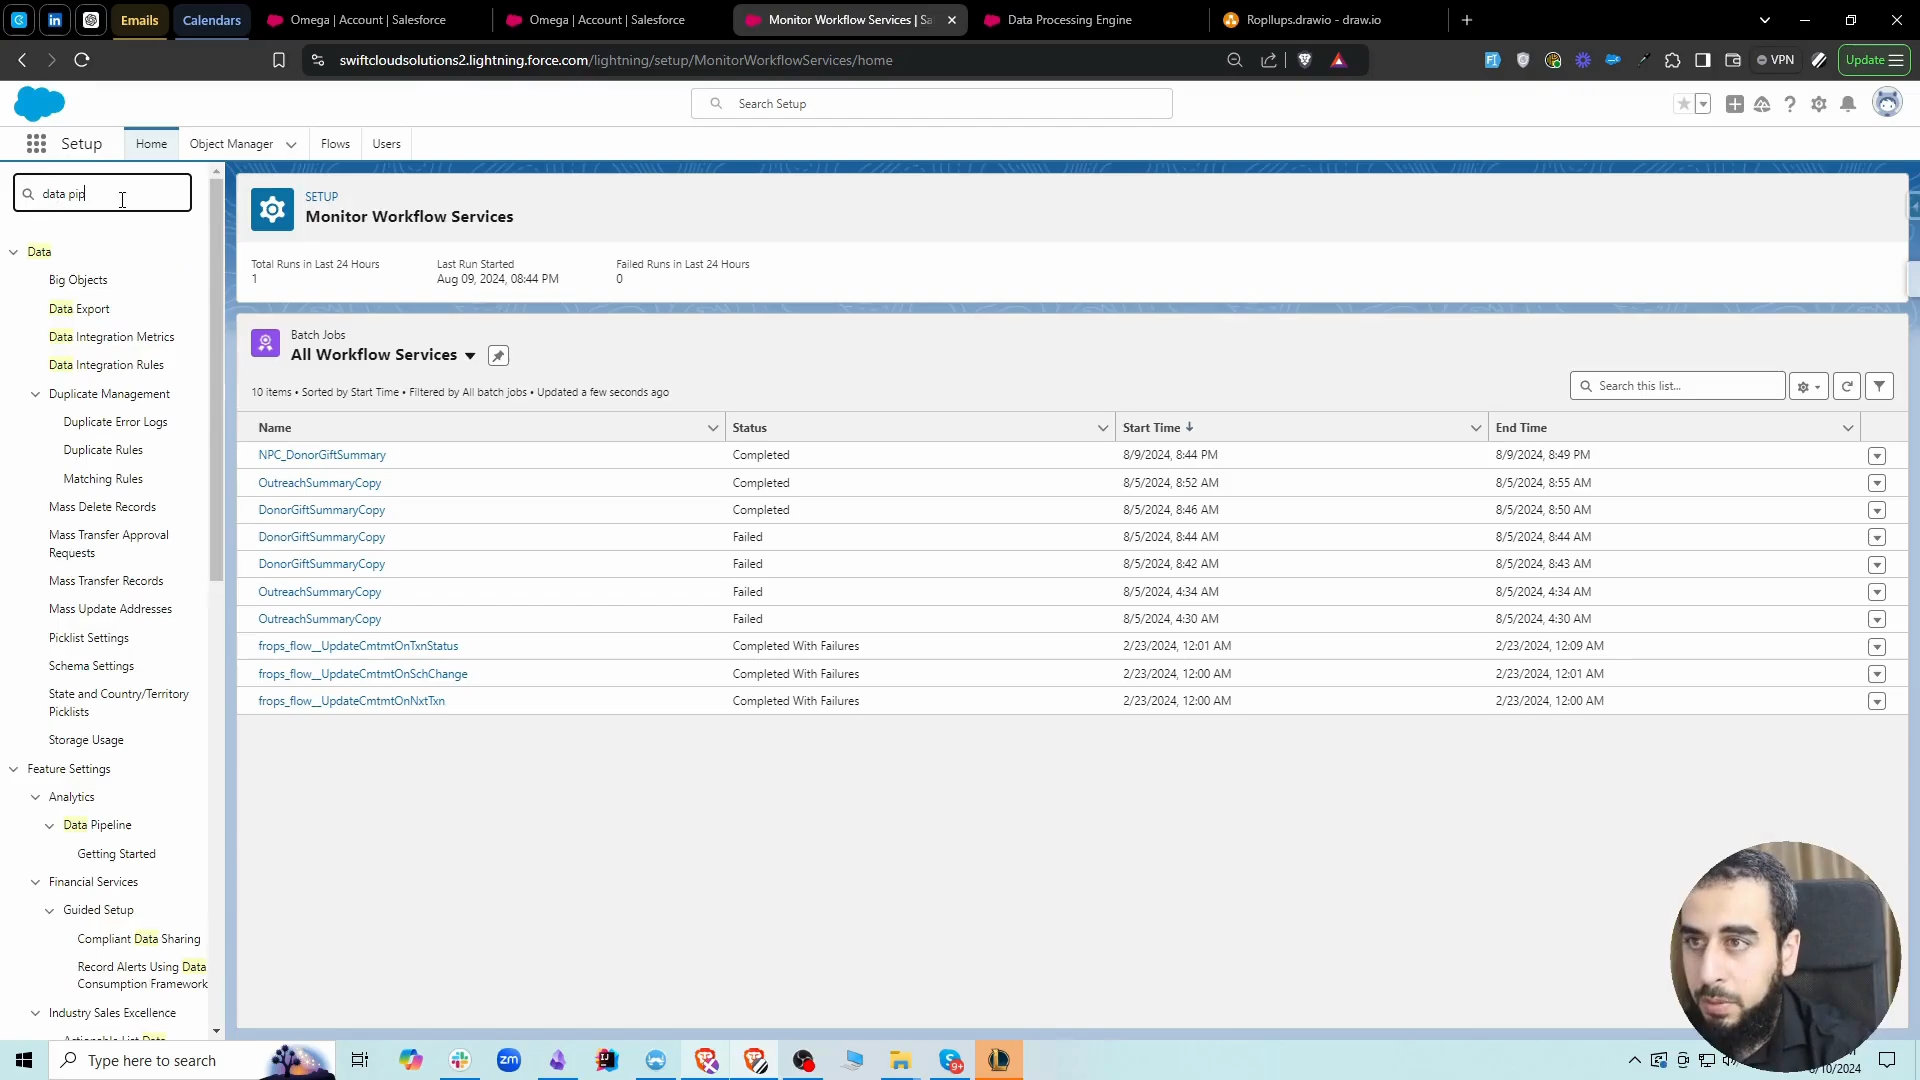 Emails
Calendars
Omega | Account | Salesforce
Omega | Account | Salesforce
Monitor Workflow Services | Sa
Data Processing Engine
Ropllups.drawio - draw.io
swiftcloudsolutions2.lightning.force.com/lightning/setup/MonitorWorkflowServices/home
VPN
Update
Search Setup
Setup
Home
Object Manager
Flows
Users
data pip
Data
Big Objects
Data Export
Data Integration Metrics
Data Integration Rules
Duplicate Management
Duplicate Error Logs
Duplicate Rules
Matching Rules
Mass Delete Records
Mass Transfer Approval
Requests
Mass Transfer Records
Mass Update Addresses
Picklist Settings
Schema Settings
State and Country/Territory
Picklists
Storage Usage
Feature Settings
Analytics
Data Pipeline
Getting Started
Financial Services
Guided Setup
Compliant Data Sharing
Record Alerts Using Data
Consumption Framework
Industry Sales Excellence
Actionable List Data
SETUP
Monitor Workflow Services
Total Runs in Last 24 Hours
1
Last Run Started
Aug 09, 2024, 08:44 PM
Failed Runs in Last 24 Hours
0
Batch Jobs
All Workflow Services
10 items • Sorted by Start Time • Filtered by All batch jobs • Updated a few seconds ago
Search this list...
Name Status Start Time End Time
NPC_DonorGiftSummary Completed 8/9/2024, 8:44 PM 8/9/2024, 8:49 PM
OutreachSummaryCopy Completed 8/5/2024, 8:52 AM 8/5/2024, 8:55 AM
DonorGiftSummaryCopy Completed 8/5/2024, 8:46 AM 8/5/2024, 8:50 AM
DonorGiftSummaryCopy Failed 8/5/2024, 8:44 AM 8/5/2024, 8:44 AM
DonorGiftSummaryCopy Failed 8/5/2024, 8:42 AM 8/5/2024, 8:43 AM
OutreachSummaryCopy Failed 8/5/2024, 4:34 AM 8/5/2024, 4:34 AM
OutreachSummaryCopy Failed 8/5/2024, 4:30 AM 8/5/2024, 4:30 AM
frops_flow__UpdateCmtmtOnTxnStatus Completed With Failures 2/23/2024, 12:01 AM 2/23/2024, 12:09 AM
frops_flow__UpdateCmtmtOnSchChange Completed With Failures 2/23/2024, 12:00 AM 2/23/2024, 12:01 AM
frops_flow__UpdateCmtmtOnNxtTxn Completed With Failures 2/23/2024, 12:00 AM 2/23/2024, 12:00 AM
Type here to search
zm
IJ
9+
/10/2024